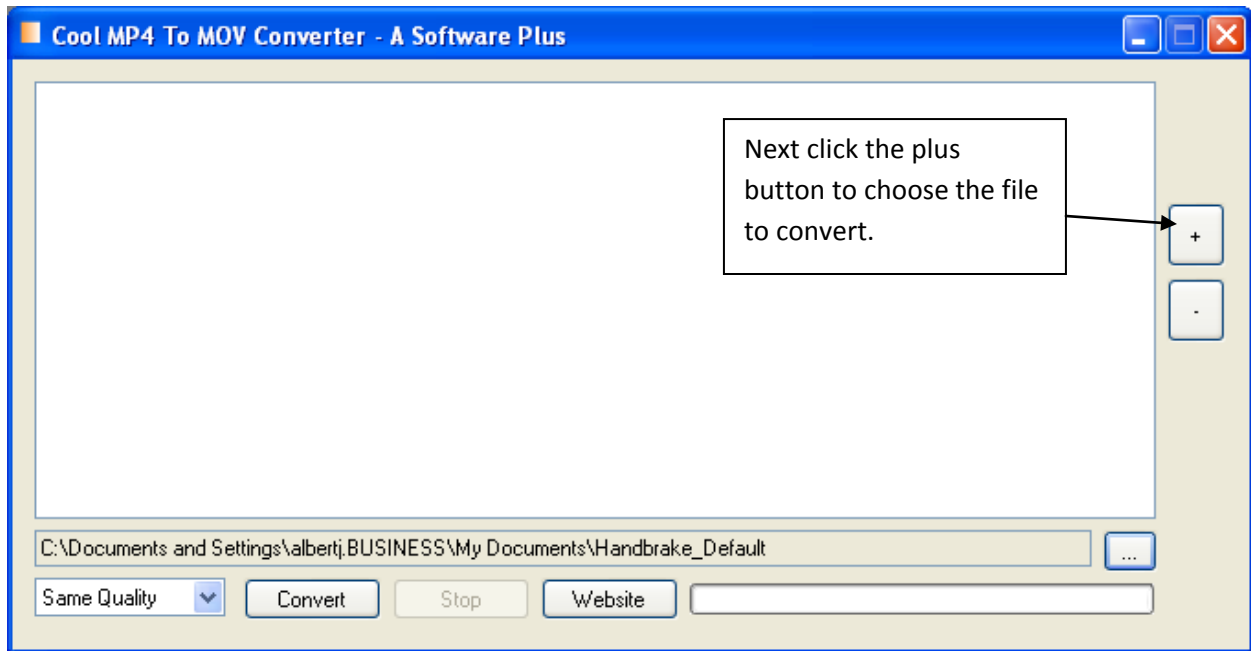 Cool MP4 To MOV Converter - A Software Plus
Next click the plus
button to choose the file
to convert.
+
-
C:\Documents and Settings\albertj.BUSINESS\My Documents\Handbrake_Default
...
Same Quality
Convert
Stop
Website